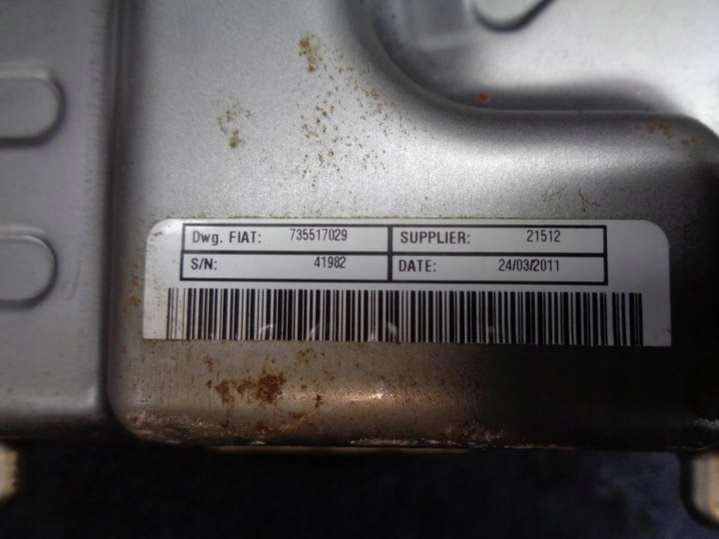 Dwg. FIAT: 735517029 SUPPLIER: 21512
S/N: 41982 DATE: 24/03/2011